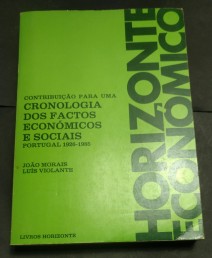 CONTRIBUIÇÃO PARA UMA
CRONOLOGIA
DOS FACTOS
ECONÓMICOS
E SOCIAIS
PORTUGAL 1926-1985
JOÃO MORAIS
LUÍS VIOLANTE
HORIZONTE
ECONÓMICO
LIVROS HORIZONTE